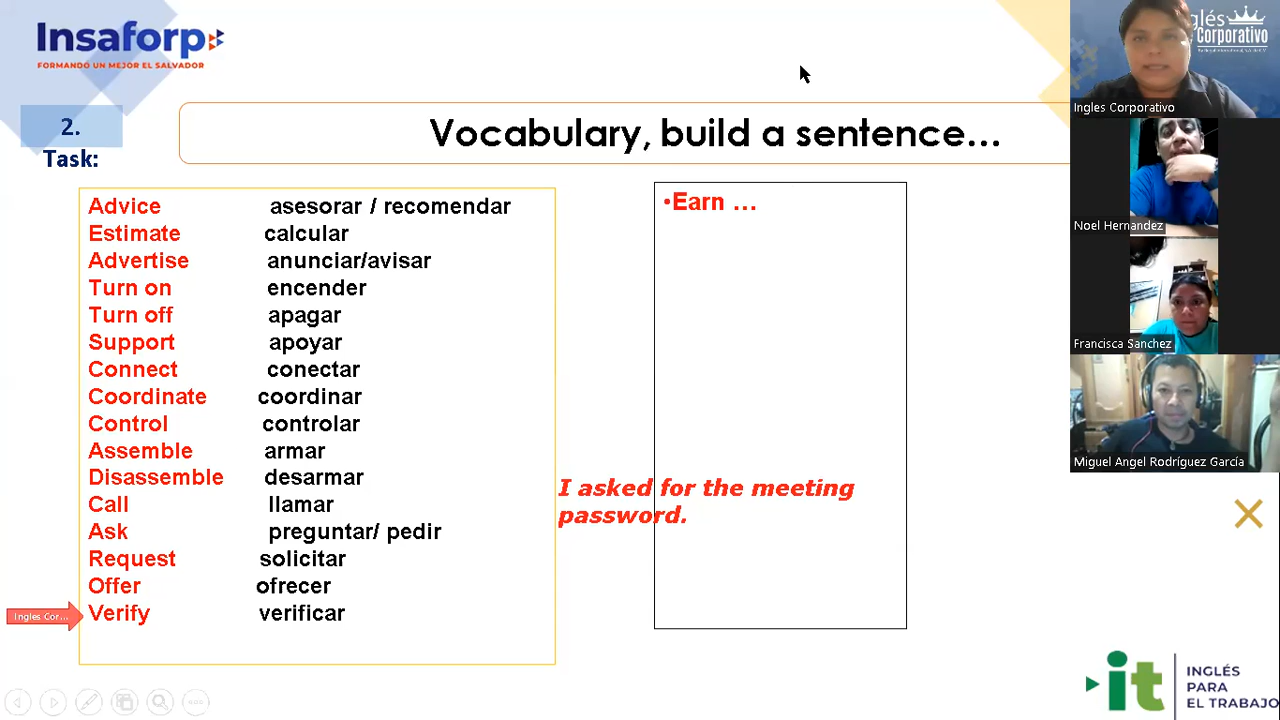 Insaforp
FORMANDO UN MEJOR EL SALVADOR
2.
Task:
Vocabulary, build a sentence...
Advice asesorar / recomendar
Estimate calcular
Advertise anunciar/avisar
Turn on encender
Turn off apagar
Support apoyar
Connect conectar
Coordinate coordinar
Control controlar
Assemble armar
Disassemble desarmar
Call llamar
Ask preguntar/ pedir
Request solicitar
Offer ofrecer
Verify verificar
Ingles Cor...
•Earn ...
I asked for the meeting
password.
glés
Corporativo
Ingles Corporativo
Noel Hernandez
Francisca Sanchez
Miguel Angel Rodríguez García
it
INGLÉS
PARA
EL TRABAJO